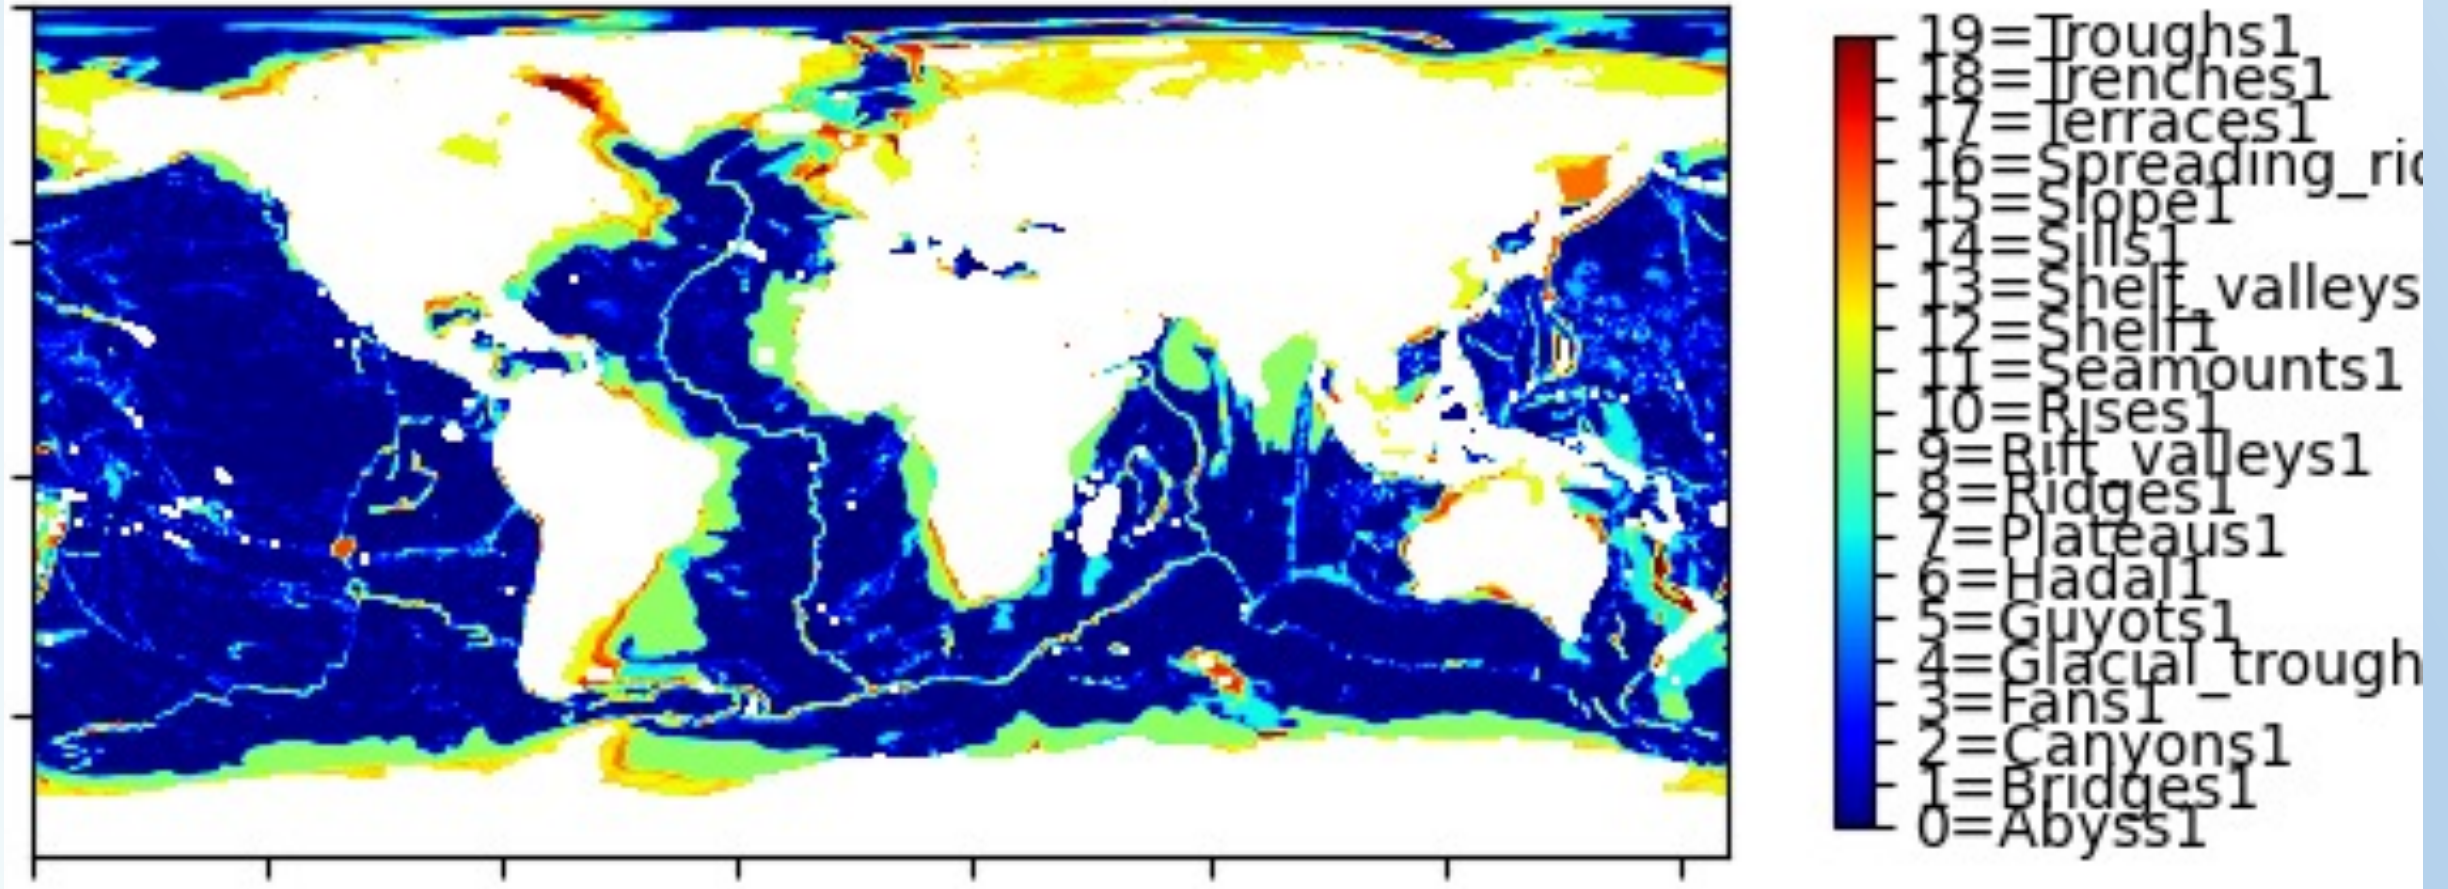 19=Troughs1
18=Trenches1
17=Terraces1
16=Spreading_ric
15=Slope1
14=Sills1
13=Shelf_valleys
12=Shelf1
11=Seamounts1
10=Rises1
9=Rift_valleys1
8=Ridges1
7=Plateaus1
6=Hadal1
5=Guyots1
4=Glacial_trough
3=Fans1
2=Canyons1
1=Bridges1
0=Abyss1